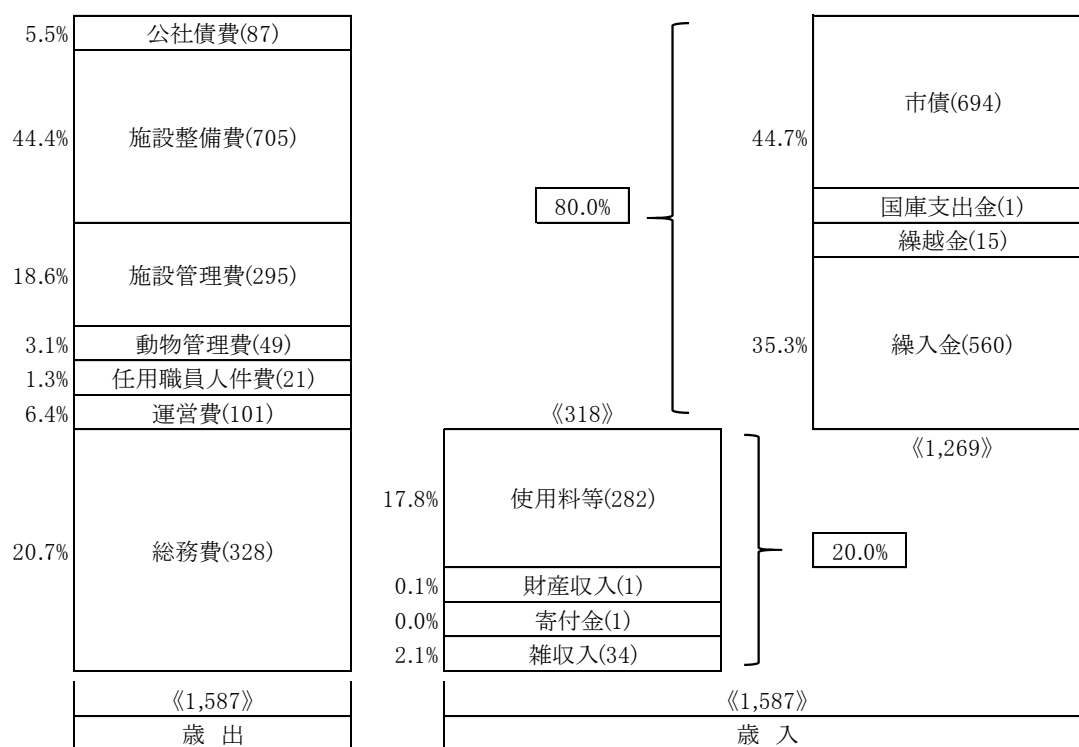 5.5% 公社債費(87)
44.4% 施設整備費(705)
18.6% 施設管理費(295)
3.1% 動物管理費(49)
1.3% 任用職員人件費(21)
6.4% 運営費(101)
20.7% 総務費(328)
《1,587》
歳 出
80.0%
《318》
17.8% 使用料等(282)
0.1% 財産収入(1)
0.0% 寄付金(1)
2.1% 雑収入(34)
20.0%
市債(694)
44.7%
国庫支出金(1)
繰越金(15)
35.3% 繰入金(560)
《1,269》
《1,587》
歳 入